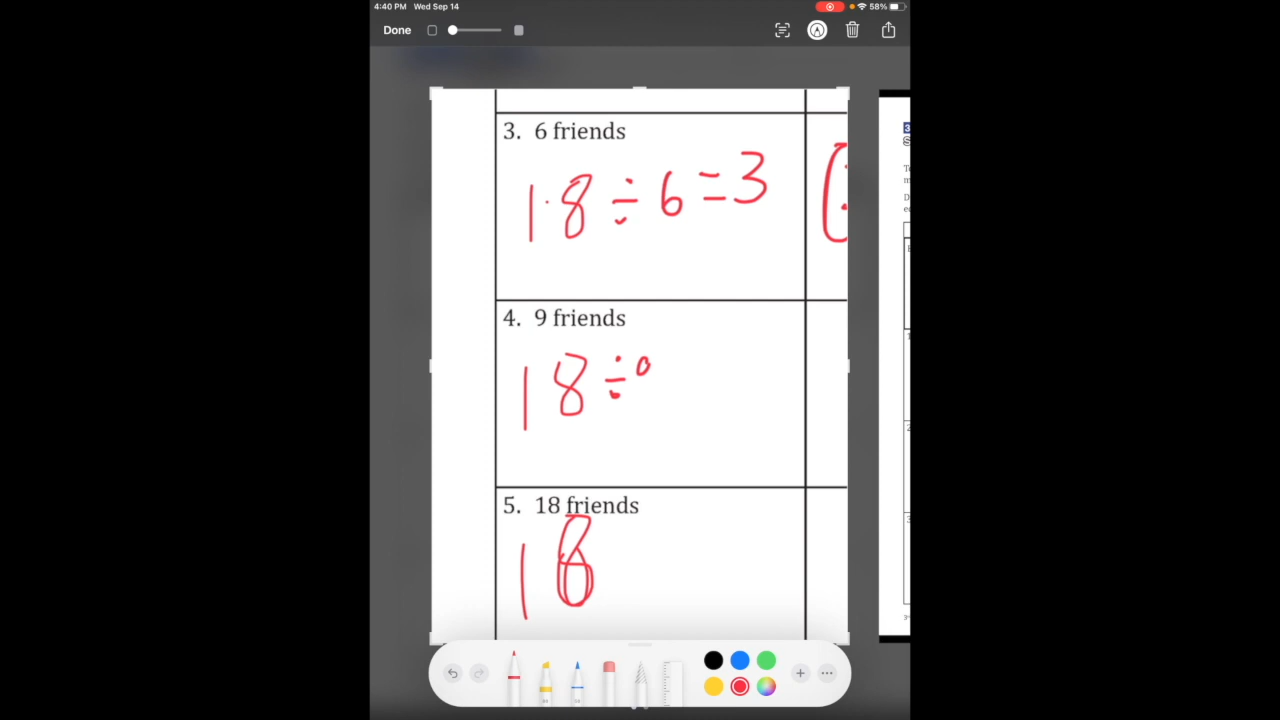 4:40 PM Wed Sep 14
58%
Done
3. 6 friends
18 ÷ 6 = 3
4. 9 friends
18 ÷
5. 18 friends
18